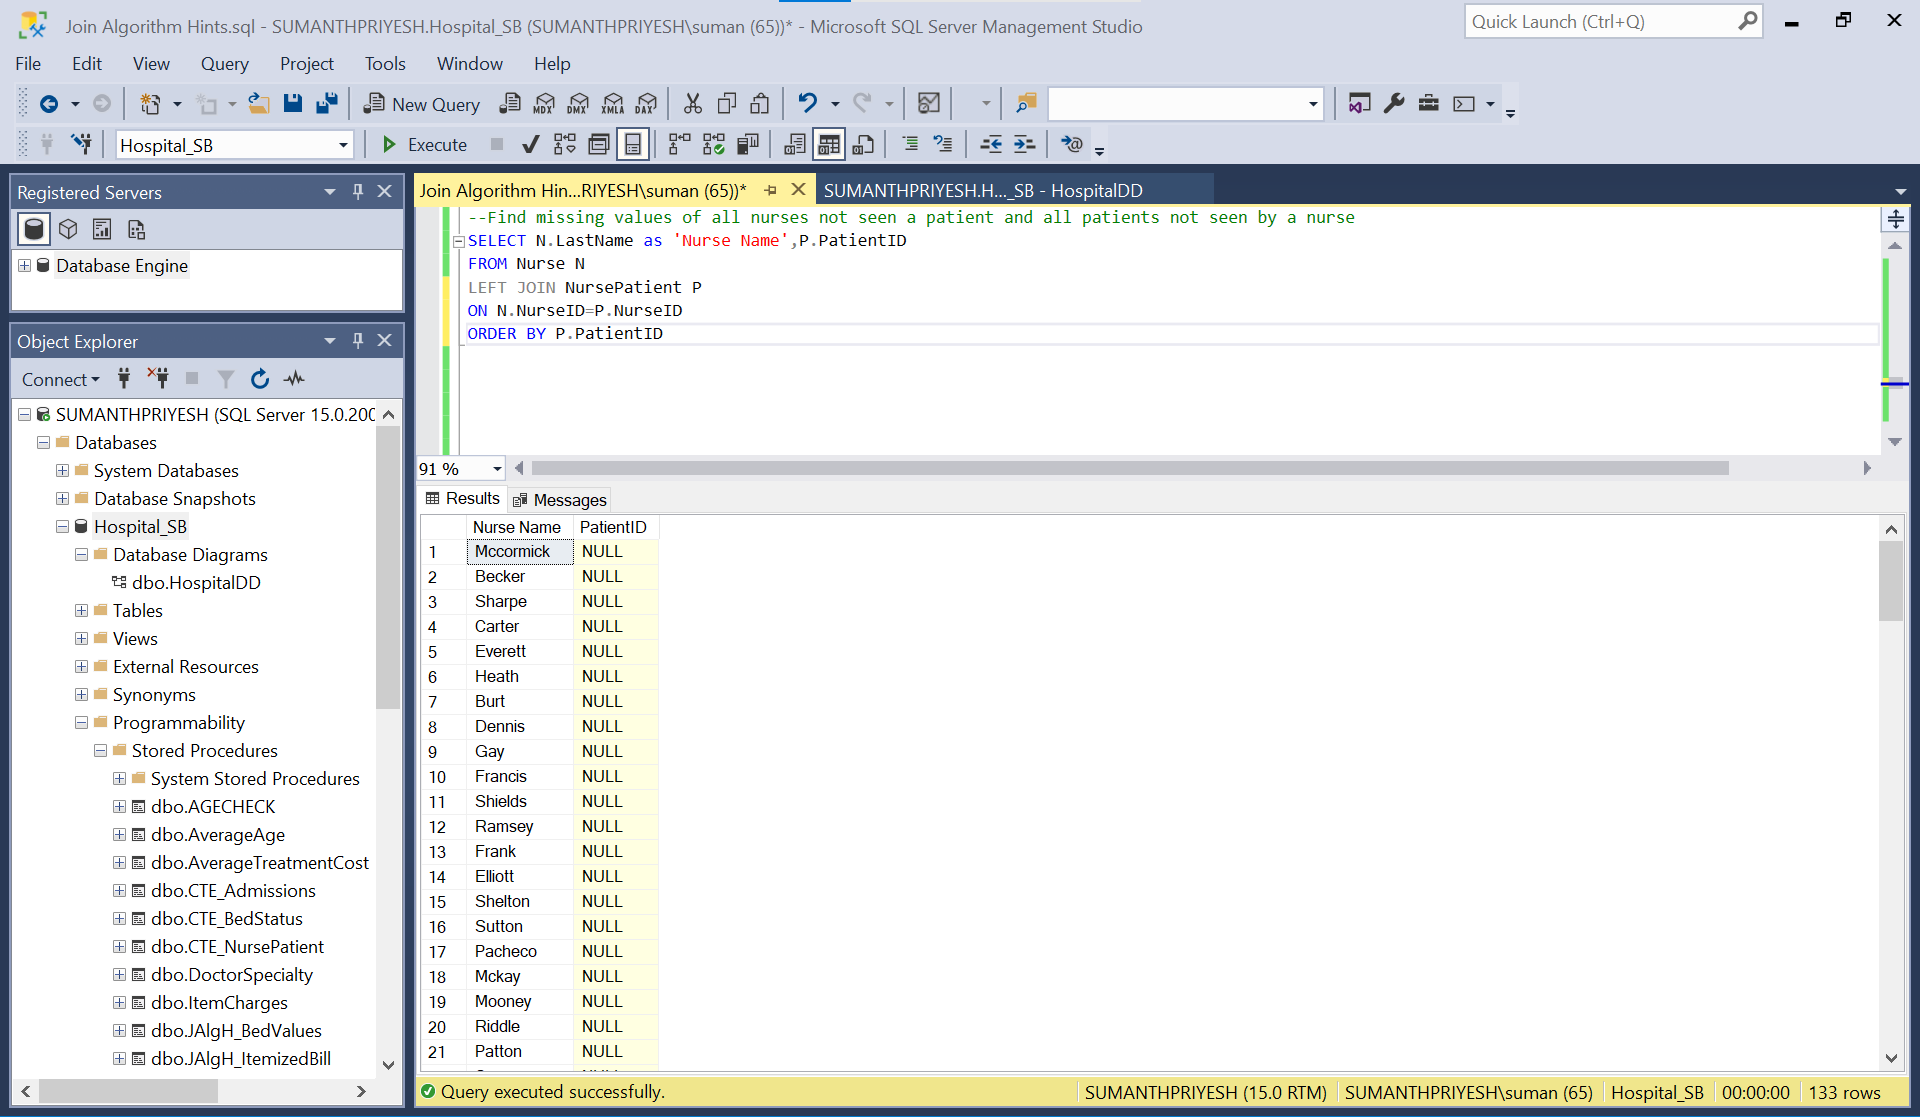 Join Algorithm Hints.sql - SUMANTHPRIYESH.Hospital_SB (SUMANTHPRIYESH\suman (65))* - Microsoft SQL Server Management Studio
Quick Launch (Ctrl+Q)
File Edit View Query Project Tools Window Help
New Query MDX DMX XMLA DAX
Hospital_SB Execute
Registered Servers
Database Engine
Object Explorer
Connect
SUMANTHPRIYESH (SQL Server 15.0.200
Databases
System Databases
Database Snapshots
Hospital_SB
Database Diagrams
dbo.HospitalDD
Tables
Views
External Resources
Synonyms
Programmability
Stored Procedures
System Stored Procedures
dbo.AGECHECK
dbo.AverageAge
dbo.AverageTreatmentCost
dbo.CTE_Admissions
dbo.CTE_BedStatus
dbo.CTE_NursePatient
dbo.DoctorSpecialty
dbo.ItemCharges
dbo.JAlgH_BedValues
dbo.JAlgH_ItemizedBill
Join Algorithm Hin...RIYESH\suman (65))* SUMANTHPRIYESH.H..._SB - HospitalDD
--Find missing values of all nurses not seen a patient and all patients not seen by a nurse
SELECT N.LastName as 'Nurse Name',P.PatientID
FROM Nurse N
LEFT JOIN NursePatient P
ON N.NurseID=P.NurseID
ORDER BY P.PatientID
91 %
Results Messages
Nurse Name PatientID
1 Mccormick NULL
2 Becker NULL
3 Sharpe NULL
4 Carter NULL
5 Everett NULL
6 Heath NULL
7 Burt NULL
8 Dennis NULL
9 Gay NULL
10 Francis NULL
11 Shields NULL
12 Ramsey NULL
13 Frank NULL
14 Elliott NULL
15 Shelton NULL
16 Sutton NULL
17 Pacheco NULL
18 Mckay NULL
19 Mooney NULL
20 Riddle NULL
21 Patton NULL
Query executed successfully. SUMANTHPRIYESH (15.0 RTM) SUMANTHPRIYESH\suman (65) Hospital_SB 00:00:00 133 rows